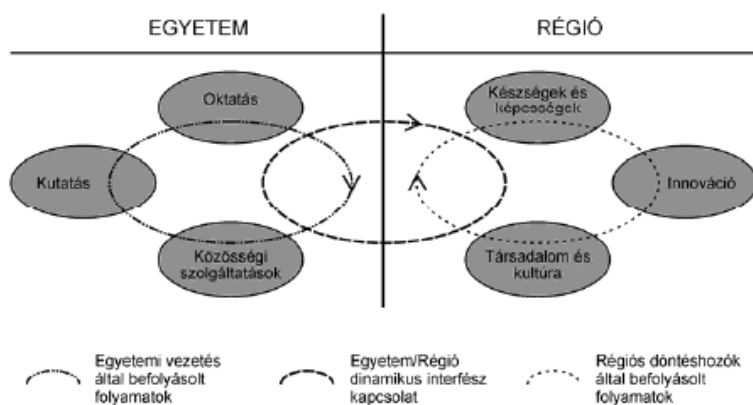 EGYETEM
RÉGIÓ
Oktatás
Kutatás
Közösségi
szolgáltatások
Készségek és
képességek
Innováció
Társadalom és
kultúra
Egyetemi vezetés
által befolyásolt
folyamatok
Egyetem/Régió
dinamikus interfész
kapcsolat
Régiós döntéshozók
által befolyásolt
folyamatok